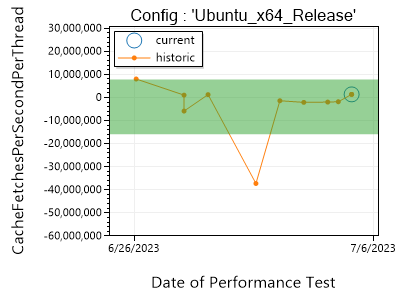 Config : 'Ubuntu_x64_Release'
30,000,000
20,000,000
10,000,000
0
-10,000,000
-20,000,000
-30,000,000
-40,000,000
-50,000,000
-60,000,000
CacheFetchesPerSecondPerThread
current
historic
6/26/2023
7/6/2023
Date of Performance Test